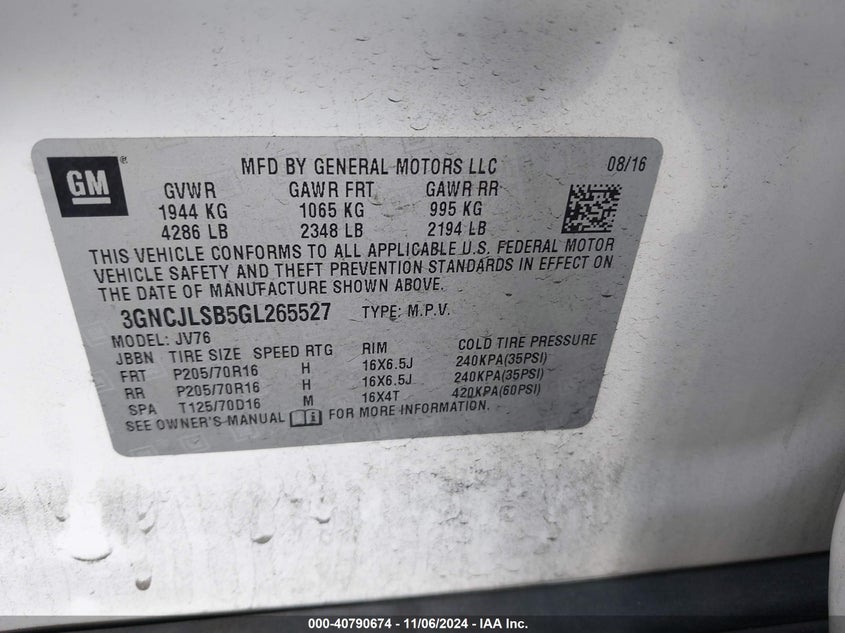 GM®
MFD BY GENERAL MOTORS LLC 08/16
GVWR GAWR FRT GAWR RR
1944 KG 1065 KG 995 KG
4286 LB 2348 LB 2194 LB
THIS VEHICLE CONFORMS TO ALL APPLICABLE U.S. FEDERAL MOTOR
VEHICLE SAFETY AND THEFT PREVENTION STANDARDS IN EFFECT ON
THE DATE OF MANUFACTURE SHOWN ABOVE.
3GNCJLSB5GL265527 TYPE: M.P.V.
MODEL: JV76
JBBN TIRE SIZE SPEED RTG RIM COLD TIRE PRESSURE
FRT P205/70R16 H 16X6.5J 240KPA(35PSI)
RR P205/70R16 H 16X6.5J 240KPA(35PSI)
SPA T125/70D16 M 16X4T 420KPA(60PSI)
SEE OWNER'S MANUAL i FOR MORE INFORMATION.
000-40790674 - 11/06/2024 - IAA Inc.